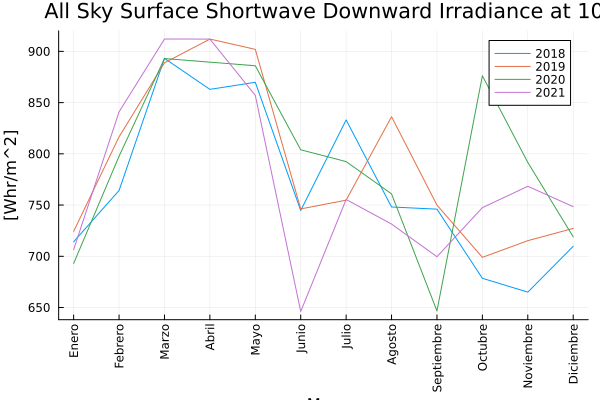 All Sky Surface Shortwave Downward Irradiance at 10
[Whr/m^2]
900
850
800
750
700
650
2018
2019
2020
2021
Enero
Febrero
Marzo
Abril
Mayo
Junio
Julio
Agosto
Septiembre
Octubre
Noviembre
Diciembre